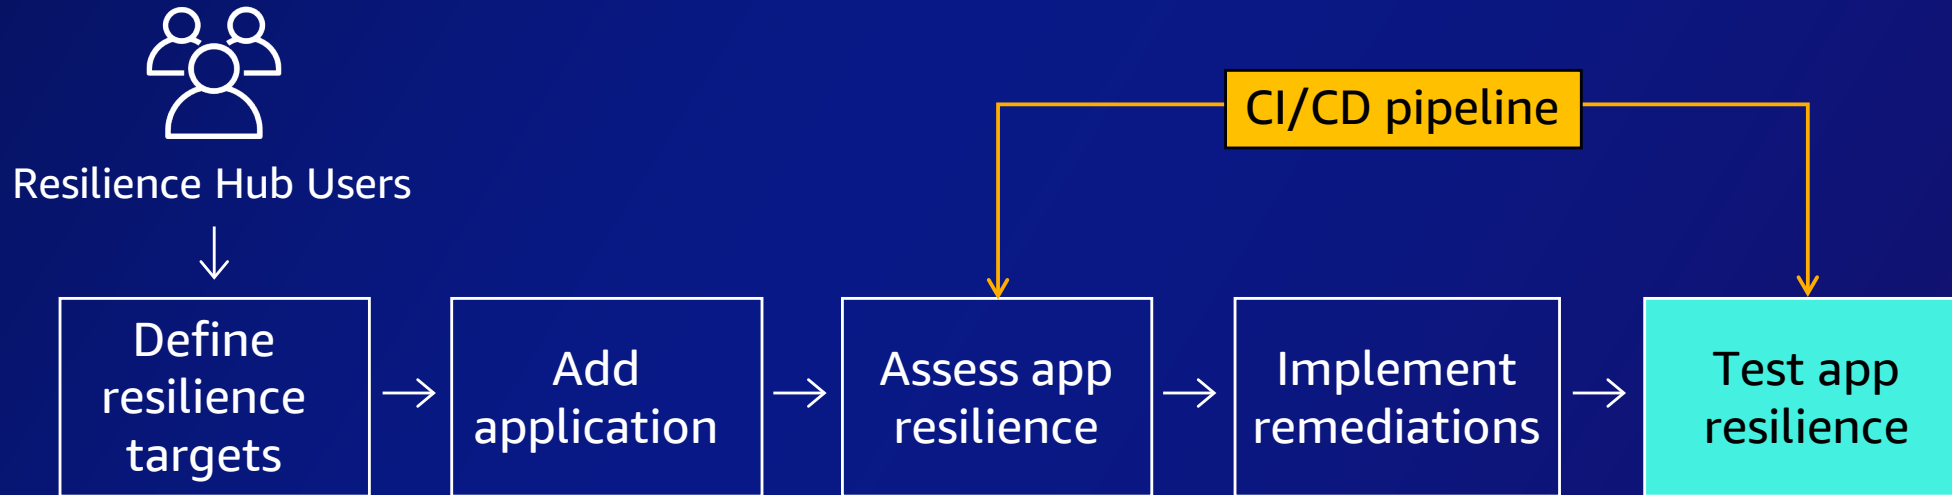 Resilience Hub Users
CI/CD pipeline
Define
resilience
targets
Add
application
Assess app
resilience
Implement
remediations
Test app
resilience